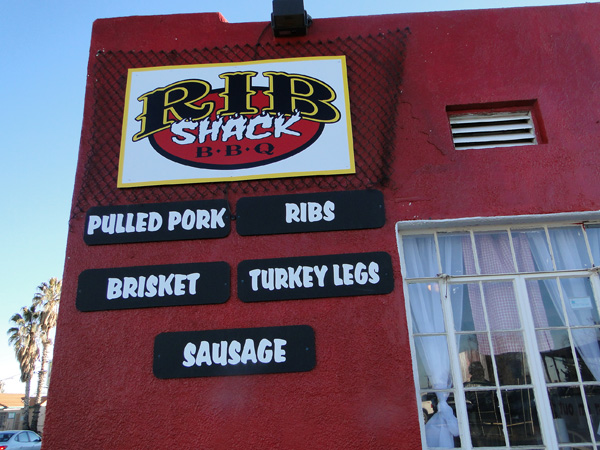 RIB
SHACK
B·B·Q
PULLED PORK
RIBS
BRISKET
TURKEY LEGS
SAUSAGE